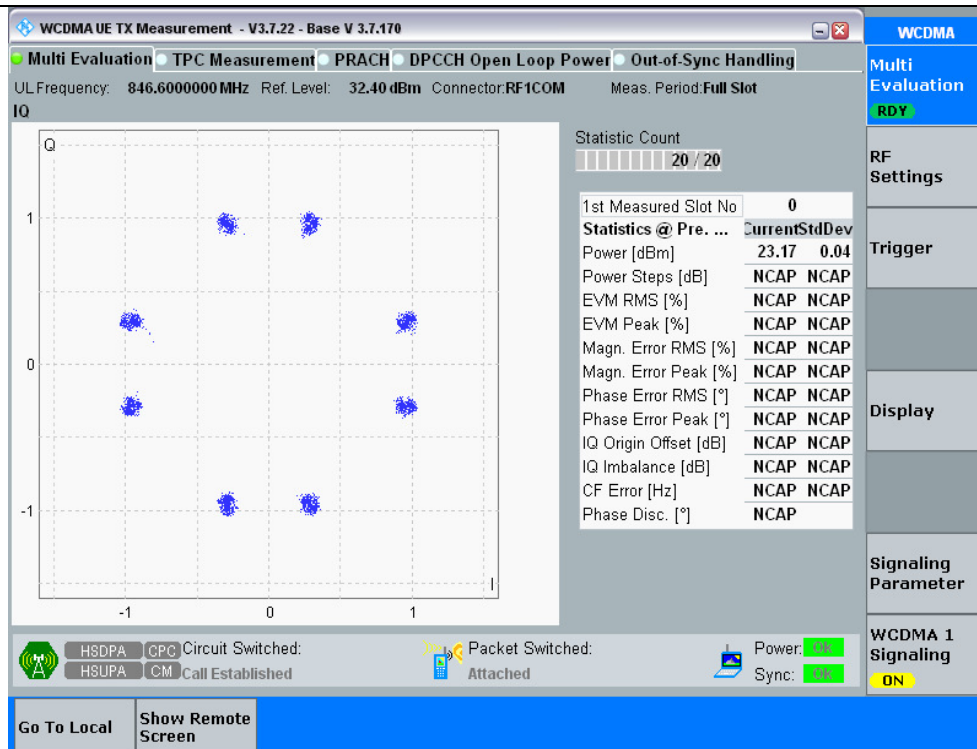 WCDMA UE TX Measurement - V3.7.22 - Base V 3.7.170
Multi Evaluation TPC Measurement PRACH DPCCH Open Loop Power Out-of-Sync Handling
UL Frequency: 846.6000000 MHz Ref. Level: 32.40 dBm Connector:RF1COM Meas. Period:Full Slot
IQ
Q
1
0
-1
-1 0 1
I
Statistic Count
20 / 20
1st Measured Slot No 0
Statistics @ Pre. ... Current StdDev
Power [dBm] 23.17 0.04
Power Steps [dB] NCAP NCAP
EVM RMS [%] NCAP NCAP
EVM Peak [%] NCAP NCAP
Magn. Error RMS [%] NCAP NCAP
Magn. Error Peak [%] NCAP NCAP
Phase Error RMS [°] NCAP NCAP
Phase Error Peak [°] NCAP NCAP
IQ Origin Offset [dB] NCAP NCAP
IQ Imbalance [dB] NCAP NCAP
CF Error [Hz] NCAP NCAP
Phase Disc. [°] NCAP
HSDPA CPC Circuit Switched: Packet Switched: Power: Ok
HSUPA CM Call Established Attached Sync: Ok
WCDMA
Multi
Evaluation
RDY
RF
Settings
Trigger
Display
Signaling
Parameter
WCDMA 1
Signaling
ON
Go To Local
Show Remote
Screen